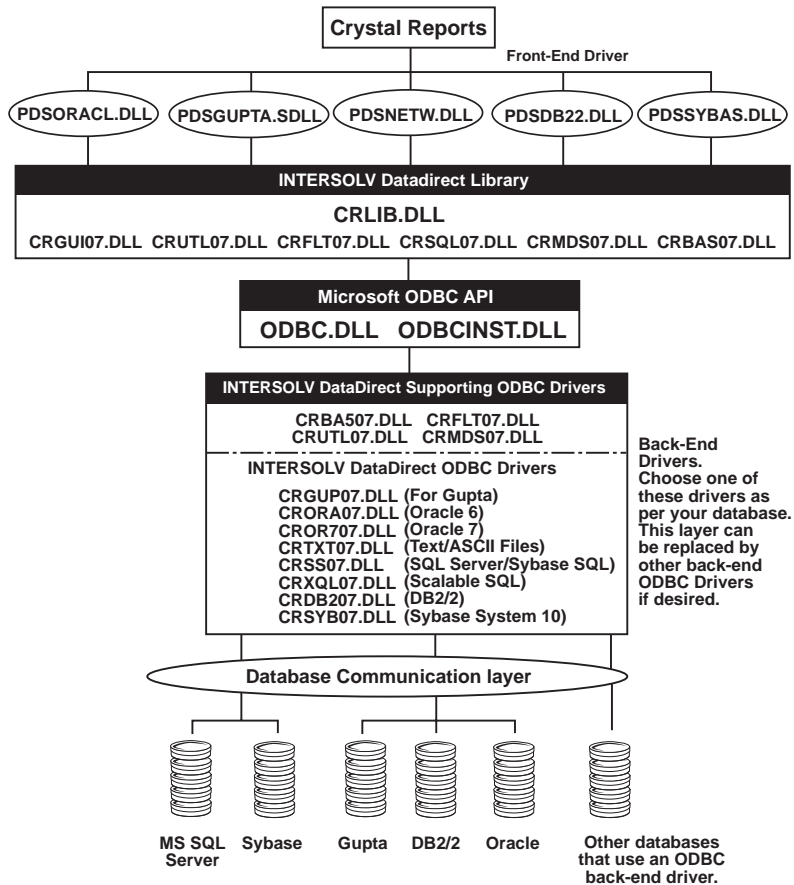 Crystal Reports
Front-End Driver
PDSORACL.DLL PDSGUPTA.SDLL PDSNETW.DLL PDSDB22.DLL PDSSYBAS.DLL
INTERSOLV Datadirect Library
CRLIB.DLL
CRGUI07.DLL CRUTL07.DLL CRFLT07.DLL CRSQL07.DLL CRMDS07.DLL CRBAS07.DLL
Microsoft ODBC API
ODBC.DLL ODBCINST.DLL
INTERSOLV DataDirect Supporting ODBC Drivers
CRBA507.DLL CRFLT07.DLL
CRUTL07.DLL CRMDS07.DLL
INTERSOLV DataDirect ODBC Drivers
CRGUP07.DLL (For Gupta)
CRORA07.DLL (Oracle 6)
CROR707.DLL (Oracle 7)
CRTXT07.DLL (Text/ASCII Files)
CRSS07.DLL (SQL Server/Sybase SQL)
CRXQL07.DLL (Scalable SQL)
CRDB207.DLL (DB2/2)
CRSYB07.DLL (Sybase System 10)
Back-End
Drivers.
Choose one of
these drivers as
per your database.
This layer can
be replaced by
other back-end
ODBC Drivers
if desired.
Database Communication layer
MS SQL
Server
Sybase
Gupta
DB2/2
Oracle
Other databases
that use an ODBC
back-end driver.